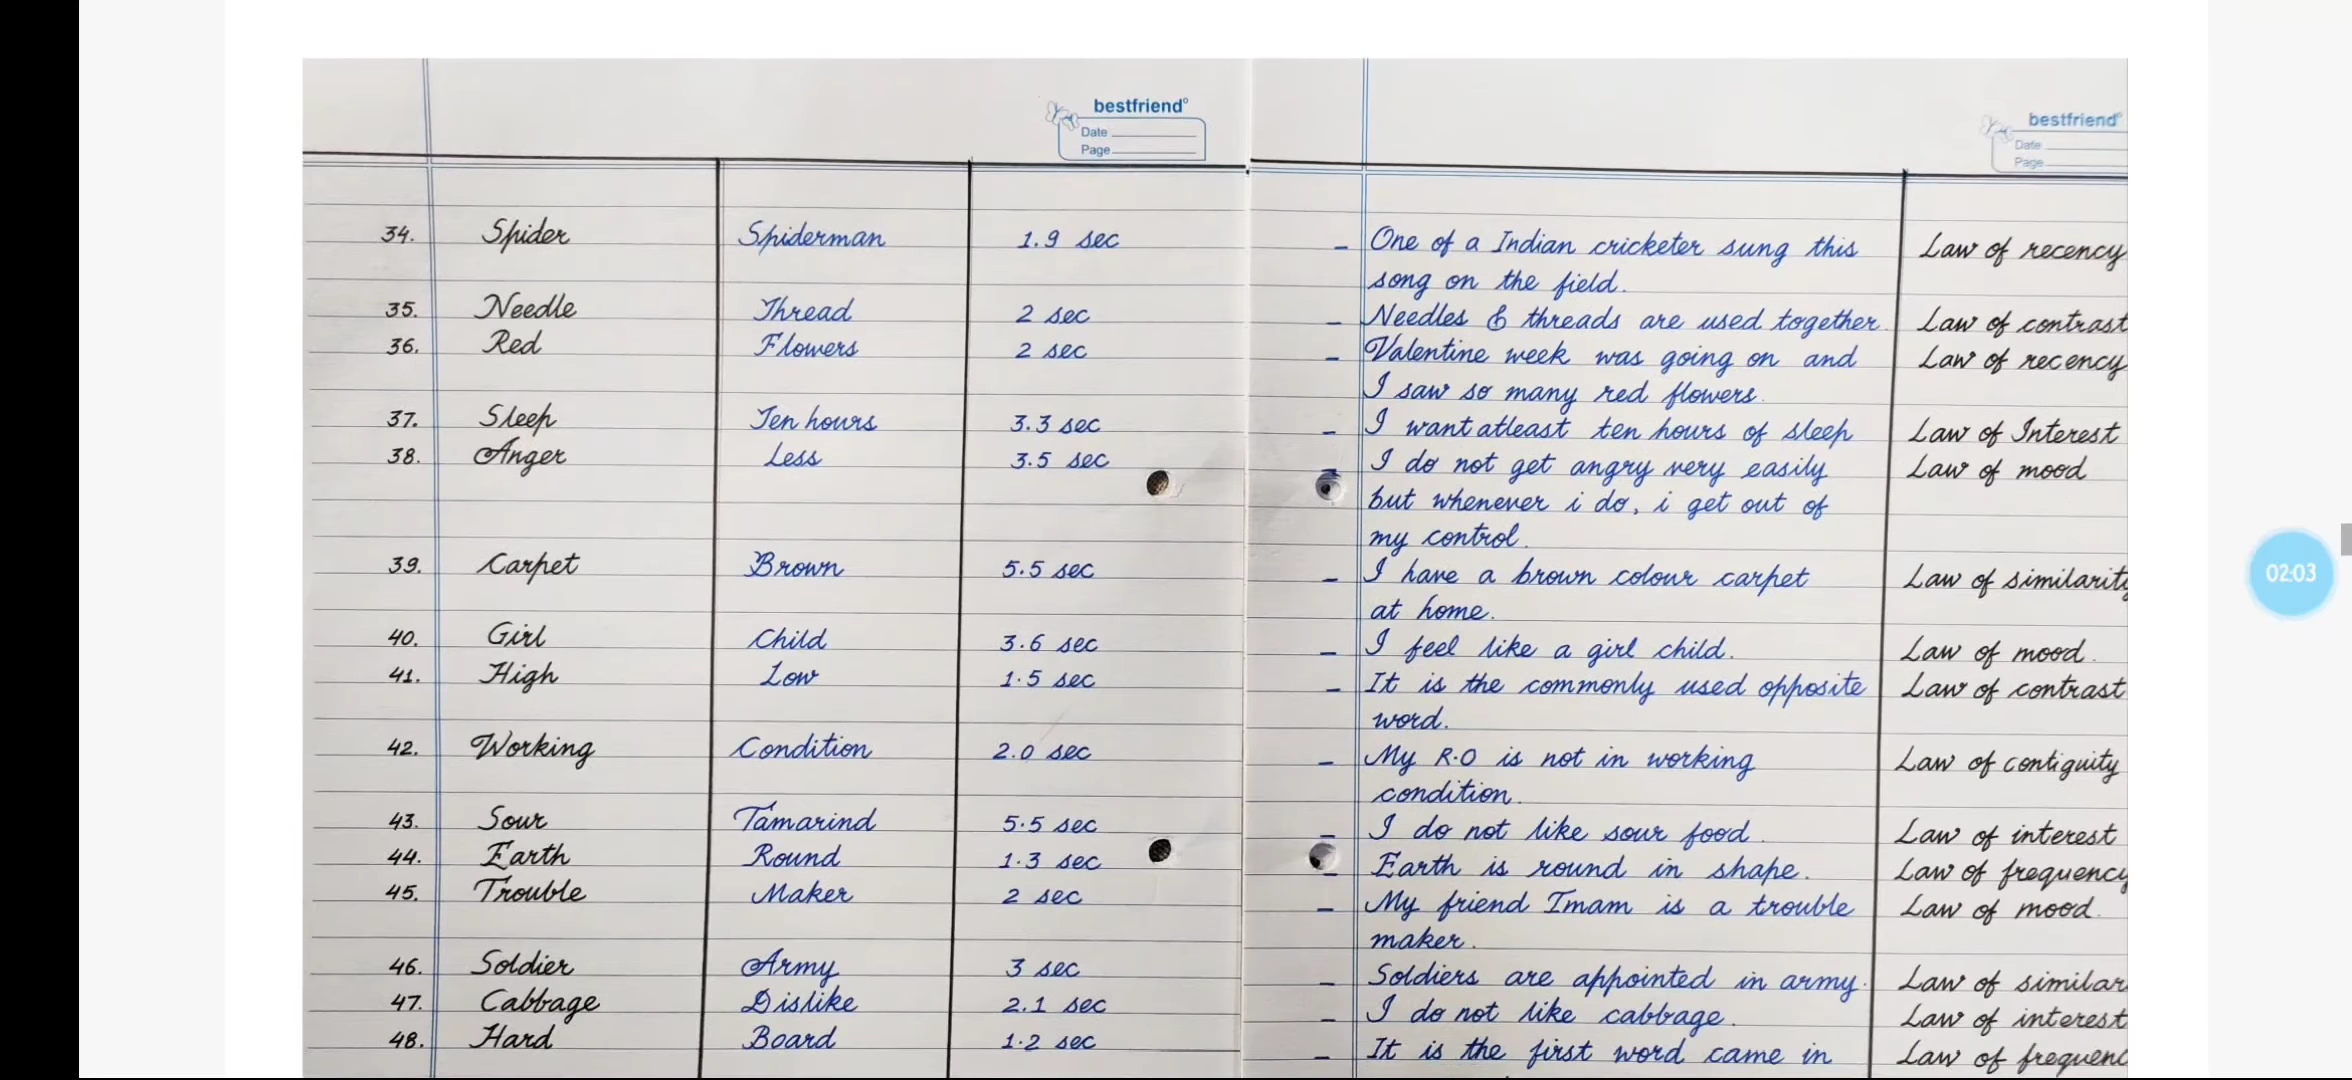 bestfriend
Date
Page
bestfriend
Date
Page
34. Spider Spiderman 1.9 sec - One of a Indian cricketer sung this Law of recency
song on the field.
35. Needle Thread 2 sec - Needles & threads are used together Law of contrast
36. Red Flowers 2 sec - Valentine week was going on and Law of recency
I saw so many red flowers.
37. Sleep Ten hours 3.3 sec - I want atleast ten hours of sleep Law of Interest
38. Anger Less 3.5 sec - I do not get angry very easily Law of mood
but whenever i do, i get out of
my control.
39. Carpet Brown 5.5 sec - I have a brown colour carpet Law of similarity
at home.
40. Girl Child 3.6 sec - I feel like a girl child. Law of mood.
41. High Low 1.5 sec - It is the commonly used opposite Law of contrast
word.
42. Working Condition 2.0 sec - My R.O is not in working Law of contiguity
condition.
43. Sour Tamarind 5.5 sec - I do not like sour food. Law of interest
44. Earth Round 1.3 sec - Earth is round in shape. Law of frequency
45. Trouble Maker 2 sec - My friend Imam is a trouble Law of mood.
maker.
46. Soldier Army 3 sec - Soldiers are appointed in army. Law of similar
47. Cabbage Dislike 2.1 sec - I do not like cabbage. Law of interest
48. Hard Board 1.2 sec - It is the first word came in Law of frequenc
02:03